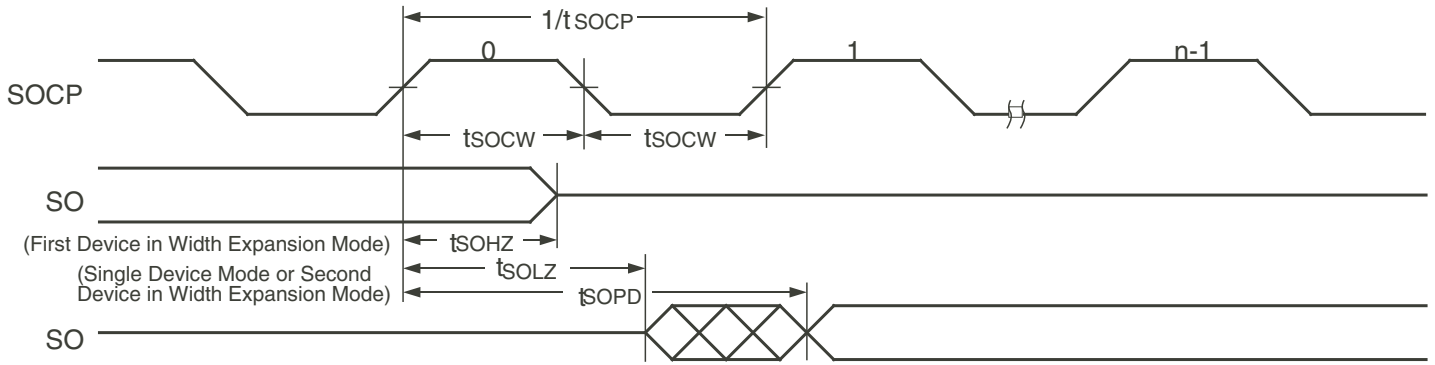 1/tSOCP
0
1
n-1
SOCP
tSOCW
tSOCW
SO
(First Device in Width Expansion Mode)
tSOHZ
(Single Device Mode or Second
Device in Width Expansion Mode)
tSOLZ
tSOPD
SO